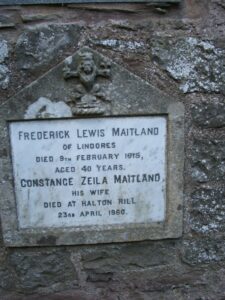 FREDERICK LEWIS MAITLAND
OF LINDORES
DIED 9TH FEBRUARY 1915,
AGED 40 YEARS.
CONSTANCE ZEILA MAITLAND
HIS WIFE
DIED AT HALTON HILL
23RD APRIL 1960.